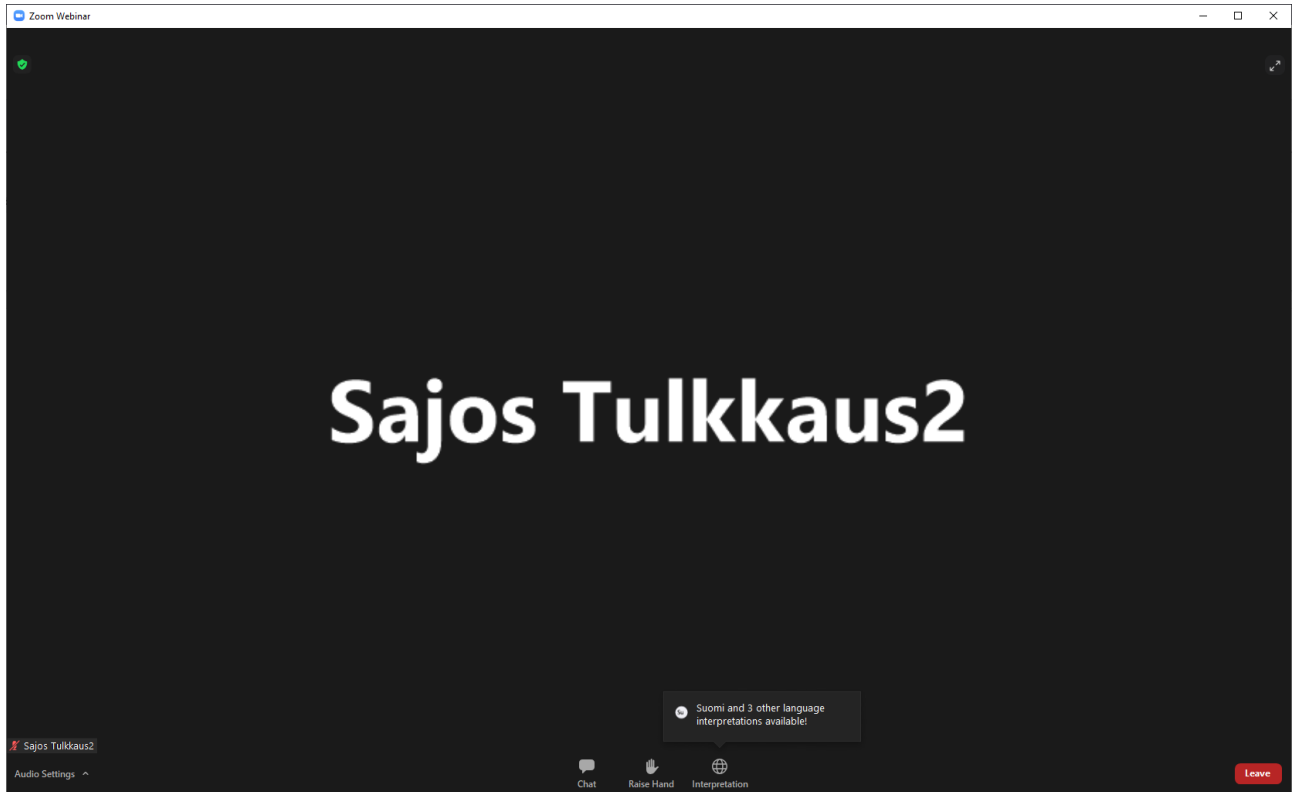 Zoom Webinar
Sajos Tulkkaus2
Su
Suomi and 3 other language
interpretations available!
Sajos Tulkkaus2
Audio Settings
Chat
Raise Hand
Interpretation
Leave